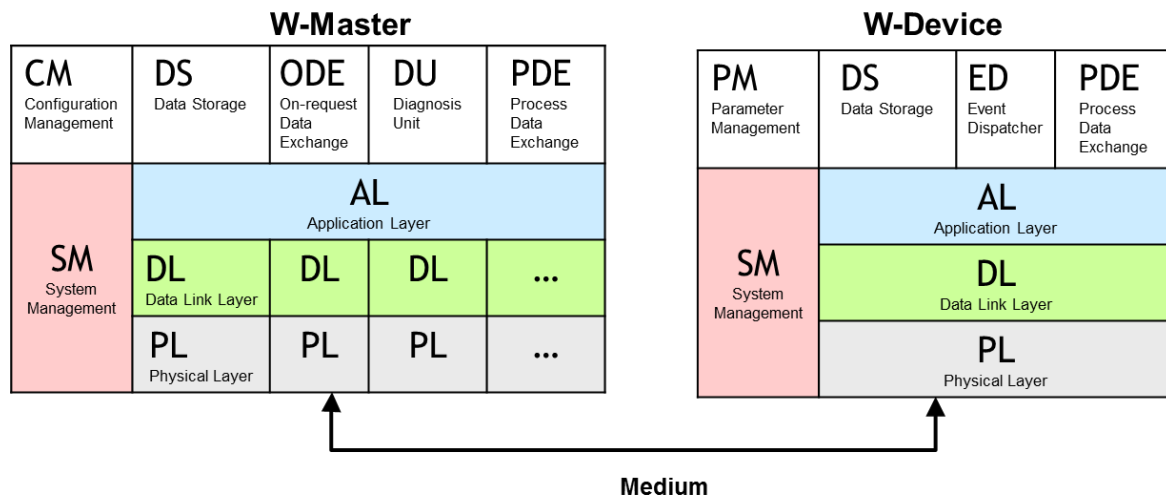 W-Master
CM
Configuration
Management
DS
Data Storage
ODE
On-request
Data
Exchange
DU
Diagnosis
Unit
PDE
Process
Data
Exchange
SM
System
Management
AL
Application Layer
DL
Data Link Layer
DL
DL
...
PL
Physical Layer
PL
PL
...
W-Device
PM
Parameter
Management
DS
Data Storage
ED
Event
Dispatcher
PDE
Process
Data
Exchange
SM
System
Management
AL
Application Layer
DL
Data Link Layer
PL
Physical Layer
Medium